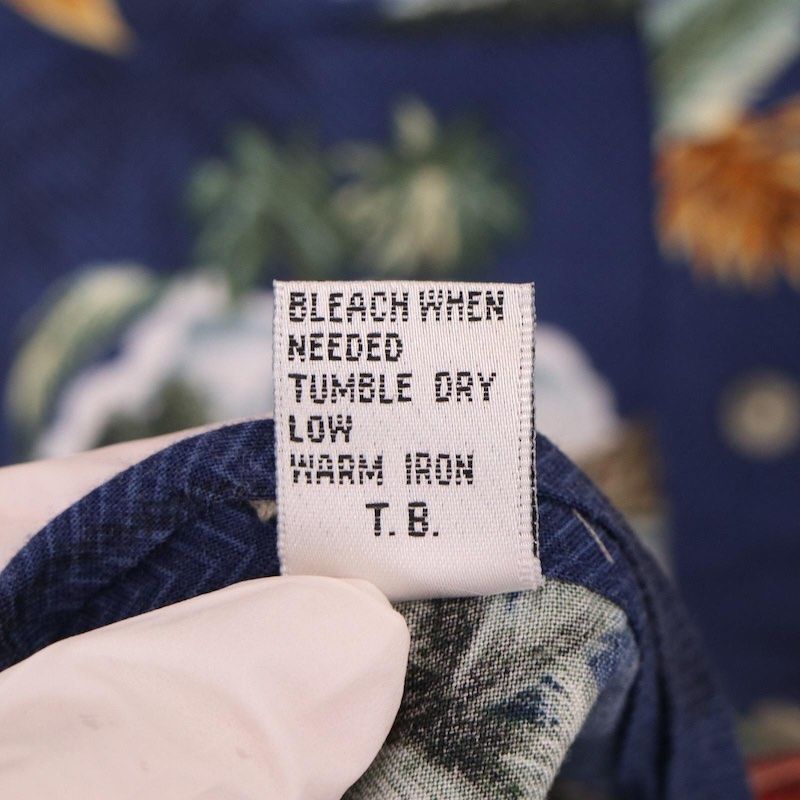 BLEACH WHEN
NEEDED
TUMBLE DRY
LOW
WARM IRON
T. B.